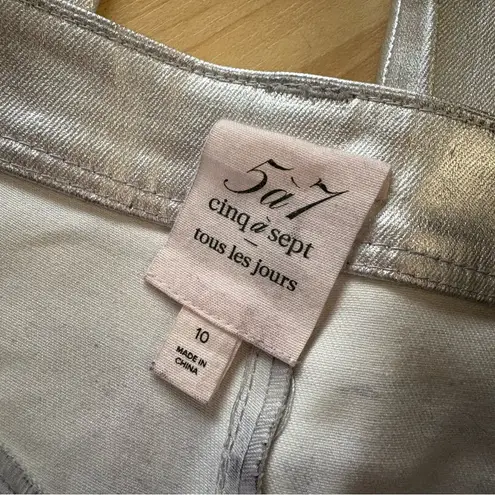 5à7
cinq à sept
tous les jours
10
MADE IN
CHINA